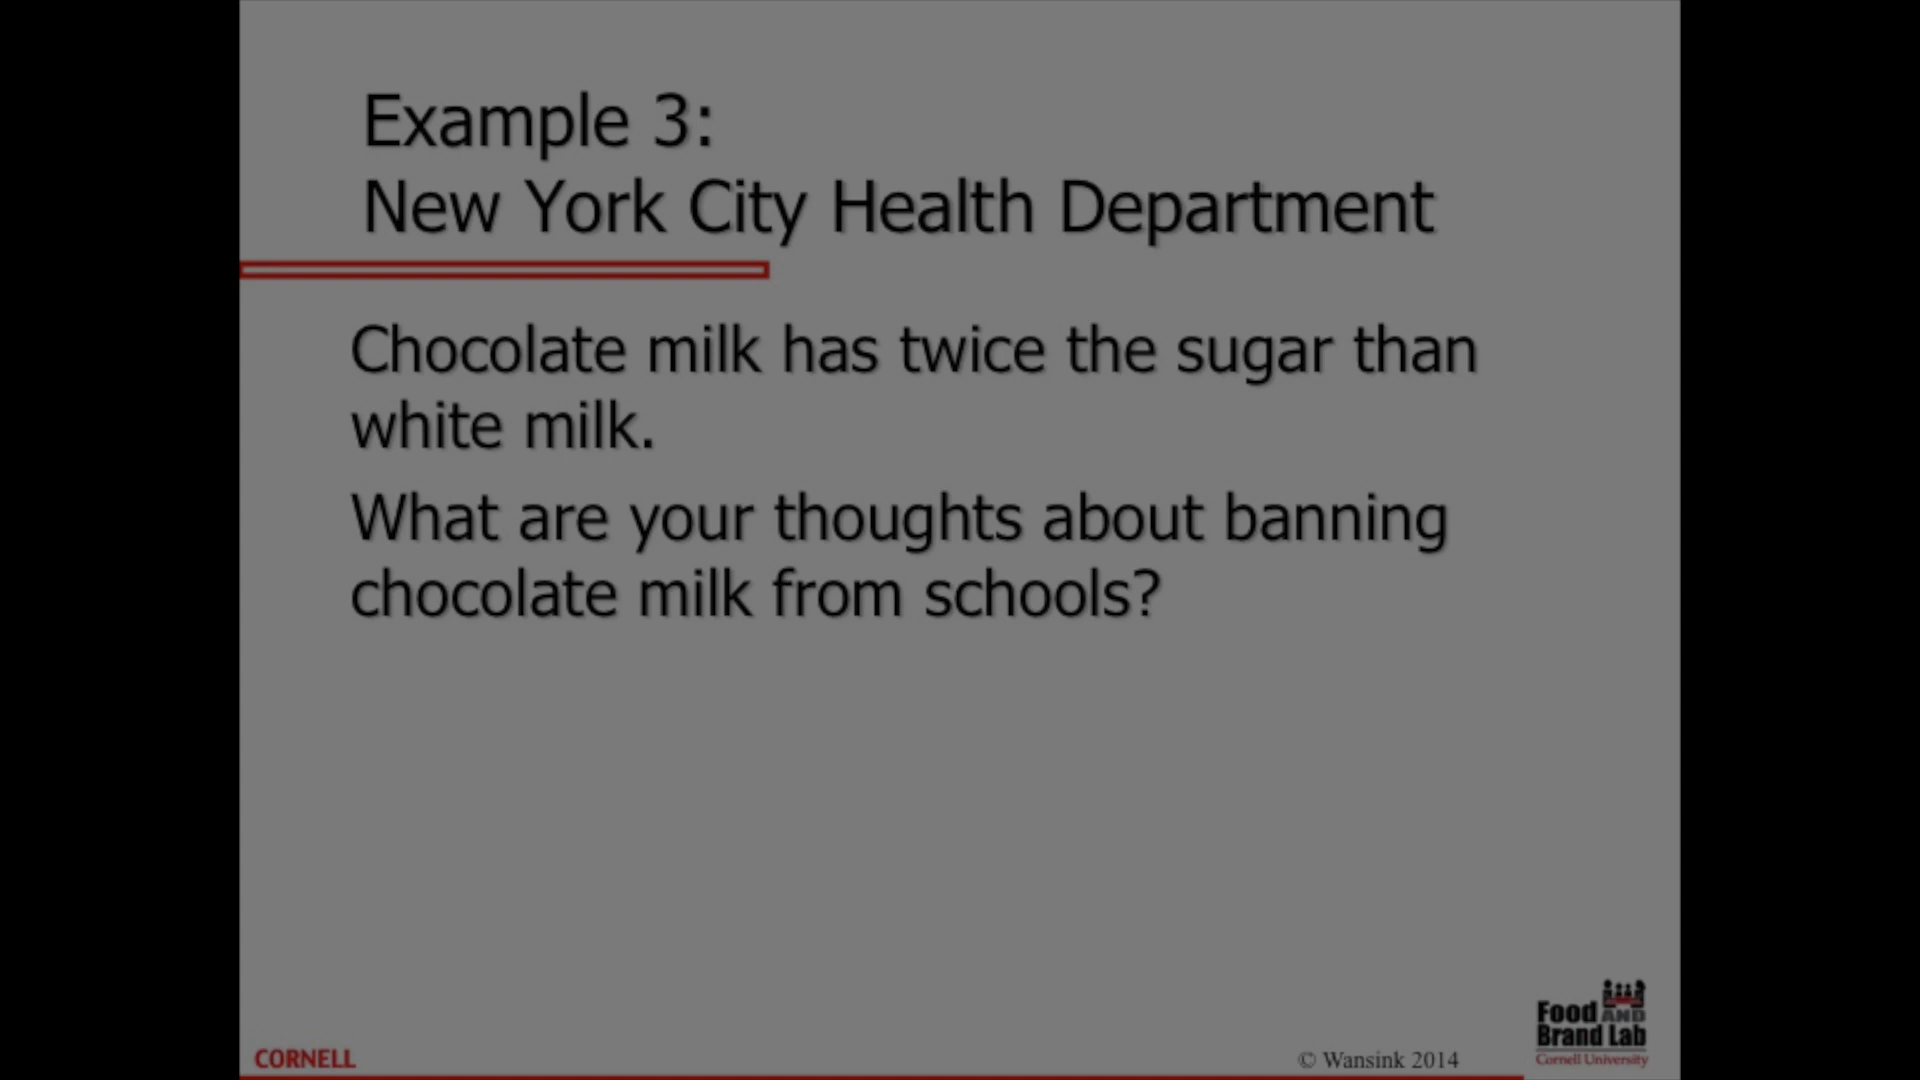 Example 3:
New York City Health Department
Chocolate milk has twice the sugar than
white milk.
What are your thoughts about banning
chocolate milk from schools?
CORNELL
© Wansink 2014
Food AND
Brand Lab
Cornell University